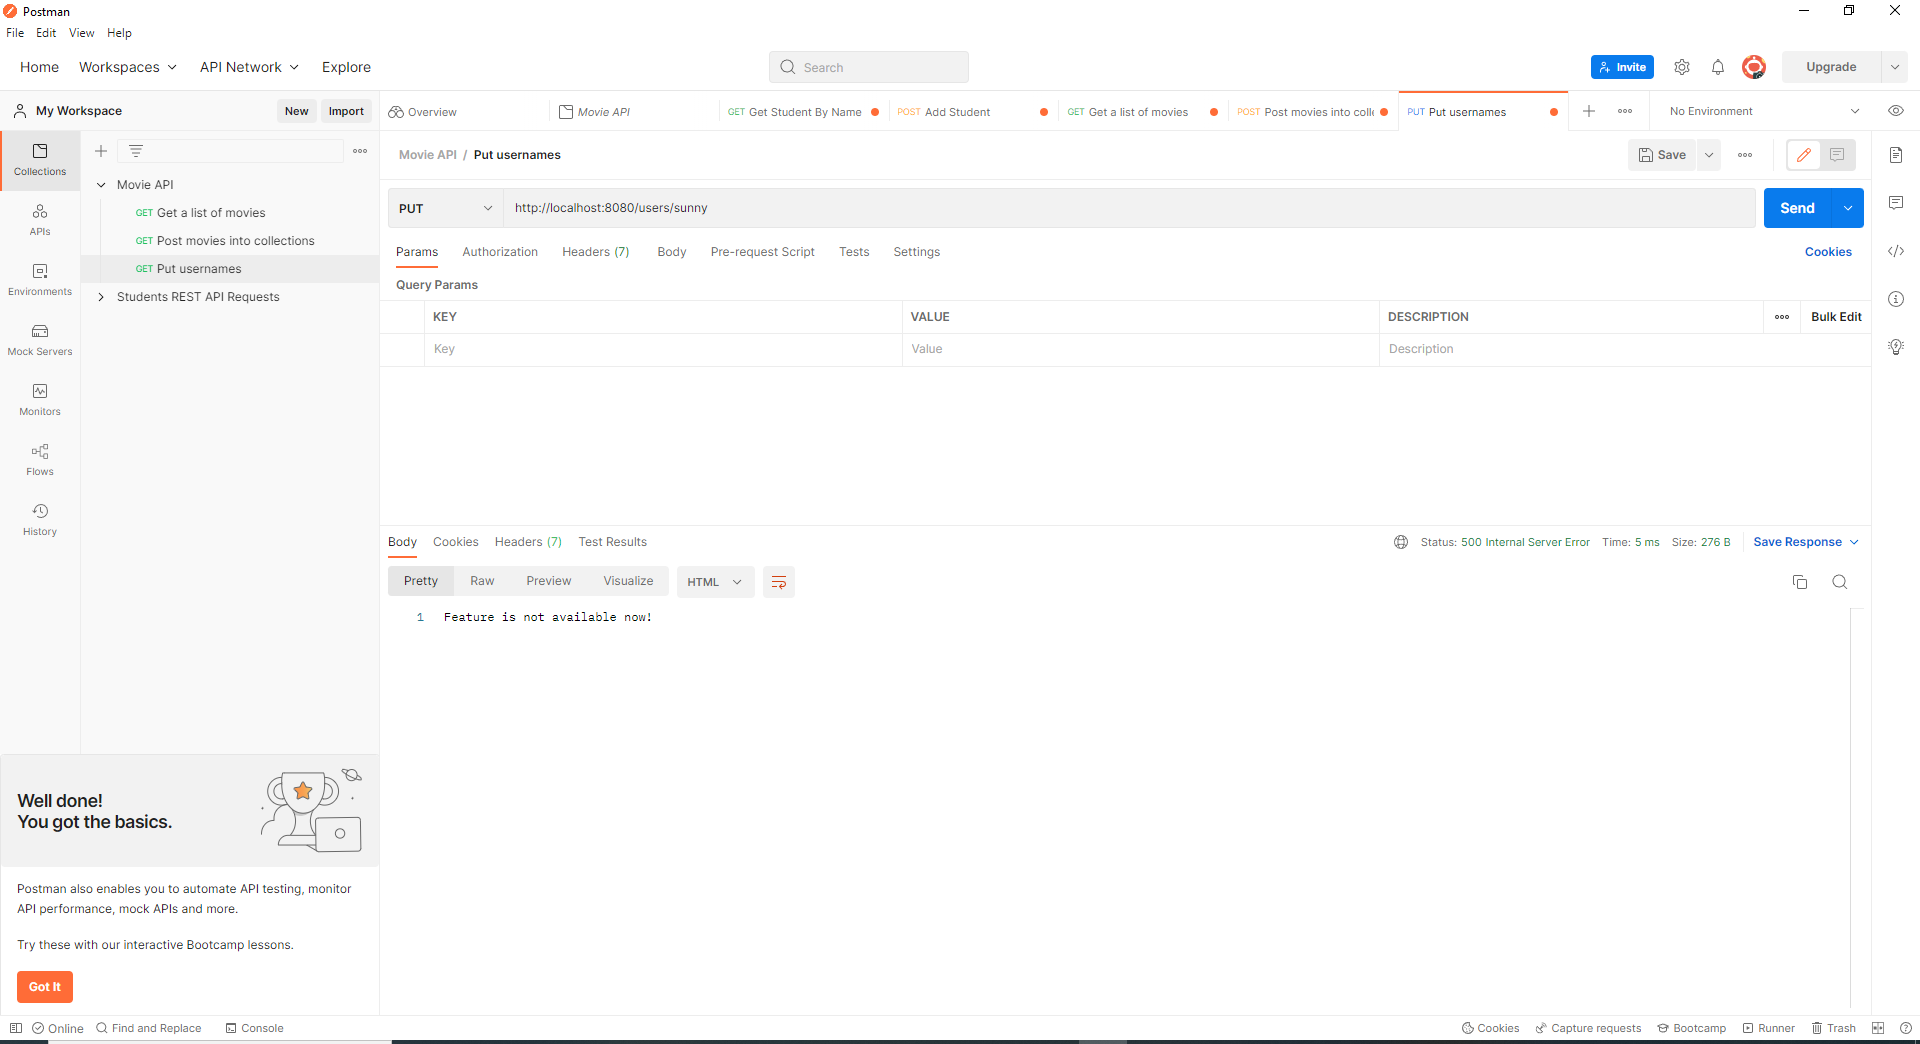 Postman
File Edit View Help
Home Workspaces API Network Explore
Search
Invite
Upgrade
My Workspace
New Import
Overview
Movie API
GET Get Student By Name
POST Add Student
GET Get a list of movies
POST Post movies into coll
PUT Put usernames
No Environment
Collections
APIs
Environments
Mock Servers
Monitors
Flows
History
Movie API
GET Get a list of movies
GET Post movies into collections
GET Put usernames
Students REST API Requests
Movie API / Put usernames
Save
PUT http://localhost:8080/users/sunny
Send
Params Authorization Headers (7) Body Pre-request Script Tests Settings
Cookies
Query Params
KEY VALUE DESCRIPTION
Bulk Edit
Key Value Description
Body Cookies Headers (7) Test Results
Status: 500 Internal Server Error Time: 5 ms Size: 276 B
Save Response
Pretty Raw Preview Visualize
HTML
1 Feature is not available now!
Well done!
You got the basics.
Postman also enables you to automate API testing, monitor
API performance, mock APIs and more.
Try these with our interactive Bootcamp lessons.
Got It
Online Find and Replace Console
Cookies Capture requests Bootcamp Runner Trash